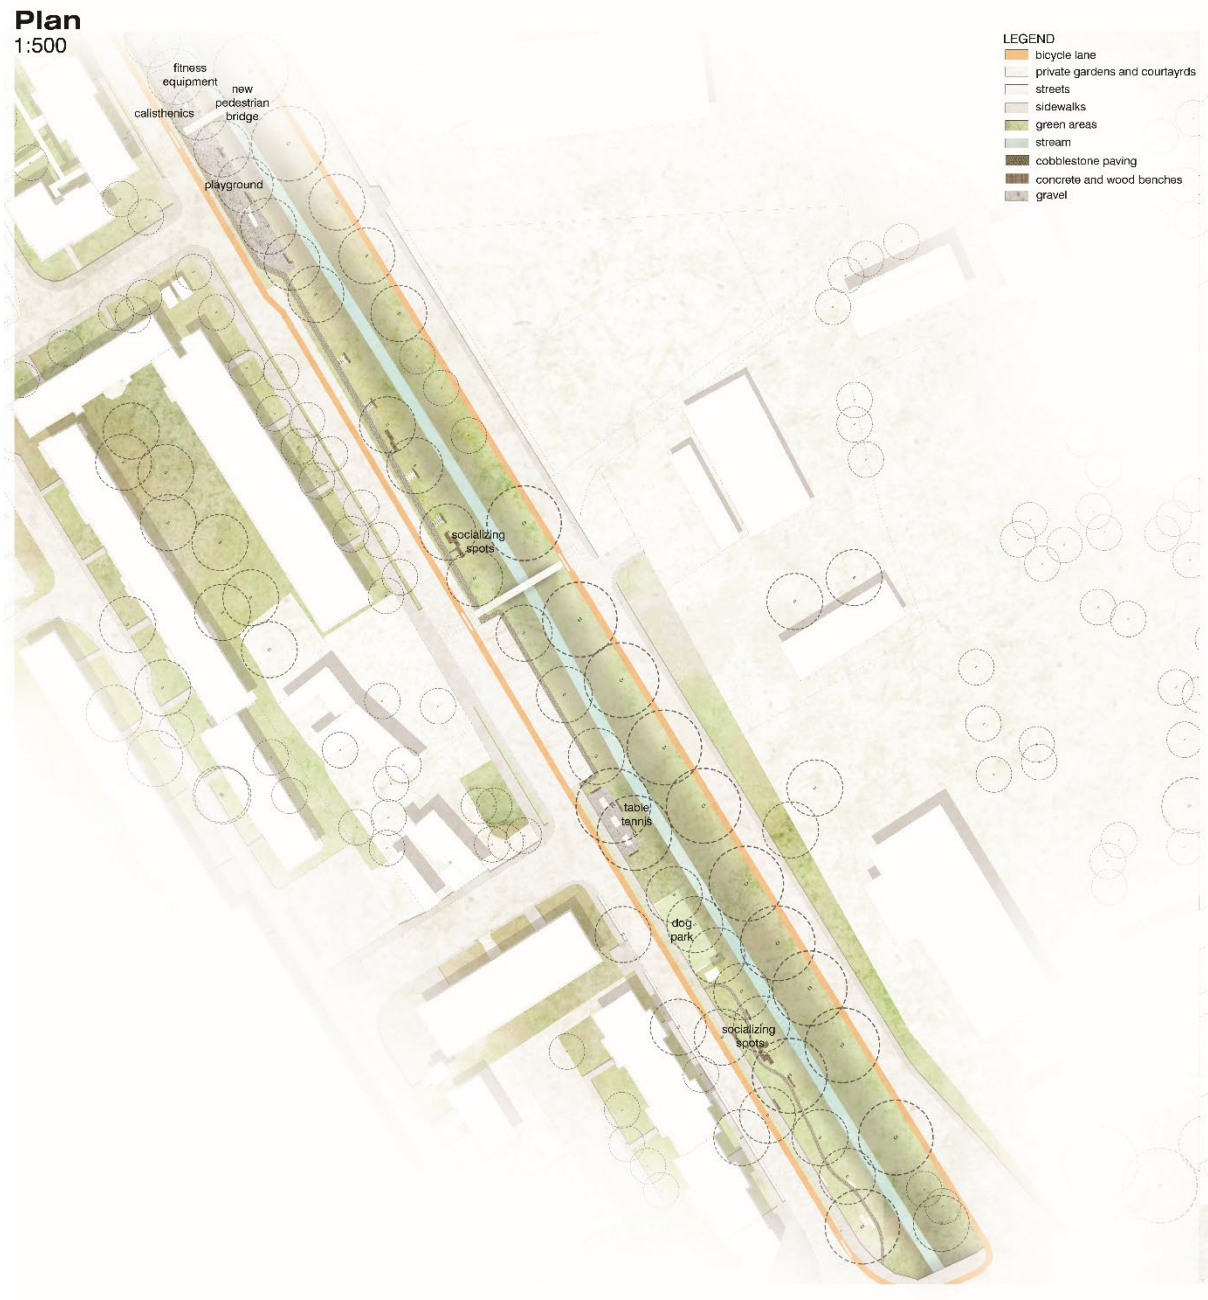 Plan
1:500
LEGEND
bicycle lane
private gardens and courtayrds
streets
sidewalks
green areas
stream
cobblestone paving
concrete and wood benches
gravel
fitness
equipment
new
pedestrian
bridge
calisthenics
playground
socializing
spots
table
tennis
dog
park
socializing
spots